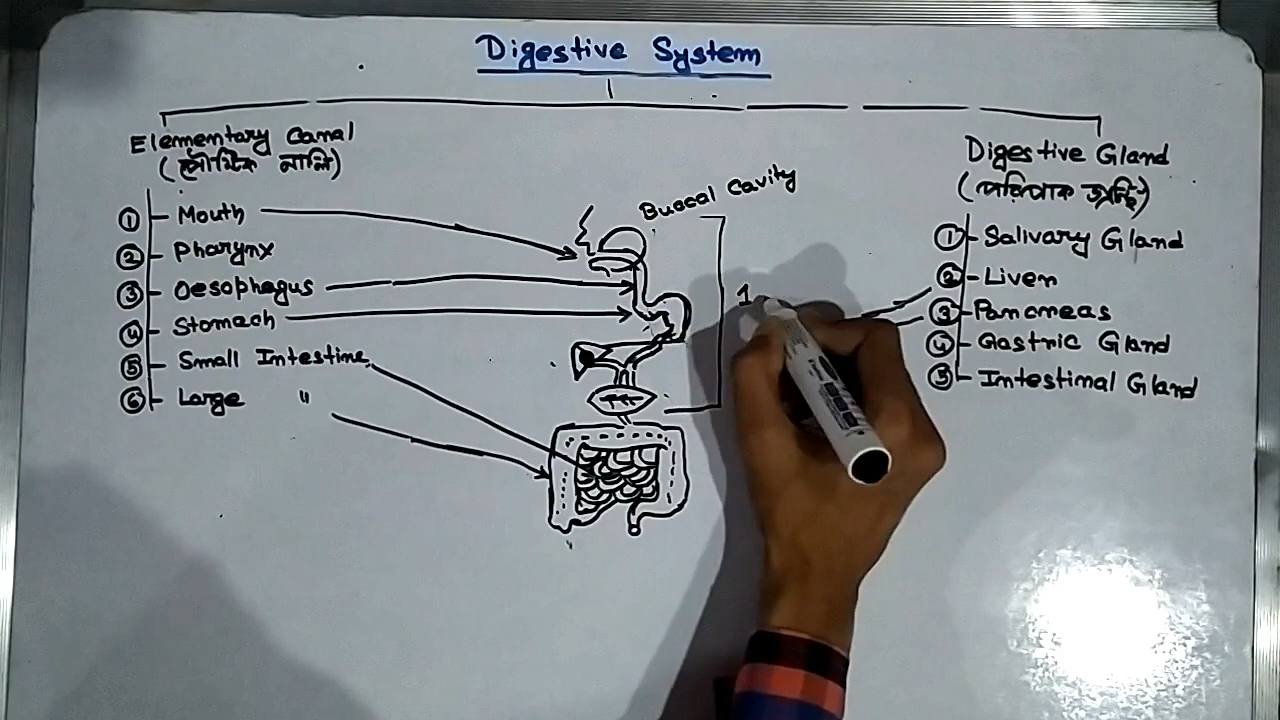 Digestive System
Elementary Canal
(পৌষ্টিক নালি)
① Mouth
② Pharynx
③ Oesophagus
④ Stomach
⑤ Small Intestine
⑥ Large "
Buccal Cavity
1
Digestive Gland
(পরিপাক গ্রন্থি)
① Salivary Gland
② Liver
③ Pancreas
④ Gastric Gland
⑤ Intestinal Gland